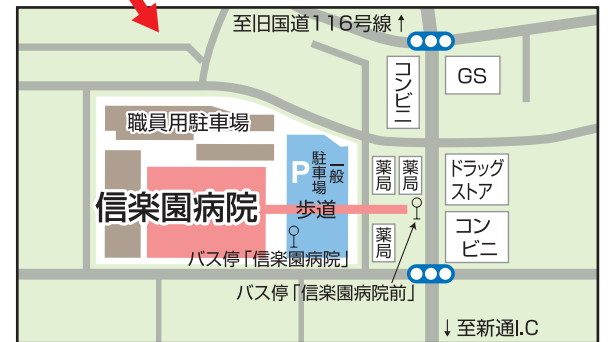 至旧国道116号線↑
コンビニ
GS
職員用駐車場
P
一般
駐車場
薬局
薬局
ドラッグ
ストア
信楽園病院
歩道
薬局
コン
ビニ
バス停「信楽園病院」
バス停「信楽園病院前」
↓至新通I.C